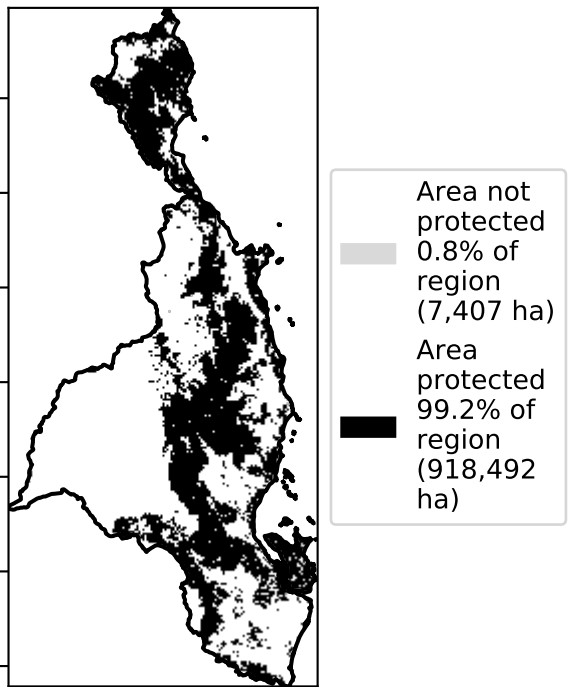 Area not
protected
0.8% of
region
(7,407 ha)
Area
protected
99.2% of
region
(918,492
ha)